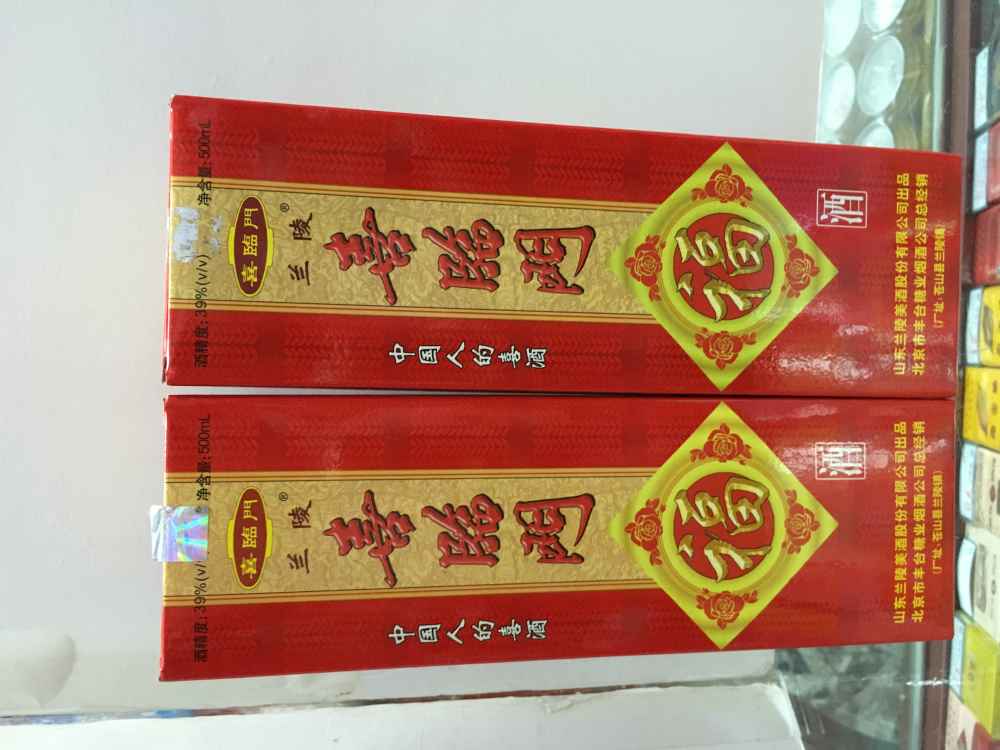 酒精度:39%(v/v) 净含量:500mL
喜臨門
兰陵®
喜臨門
中国人的喜酒
福
酒
山东兰陵美酒股份有限公司出品
北京市丰台糖业烟酒公司总经销
(厂址:苍山县兰陵镇)
酒精度:39%(v/ 净含量:500mL
喜臨門
兰陵®
喜臨門
中国人的喜酒
福
酒
山东兰陵美酒股份有限公司出品
北京市丰台糖业烟酒公司总经销
(厂址:苍山县兰陵镇)